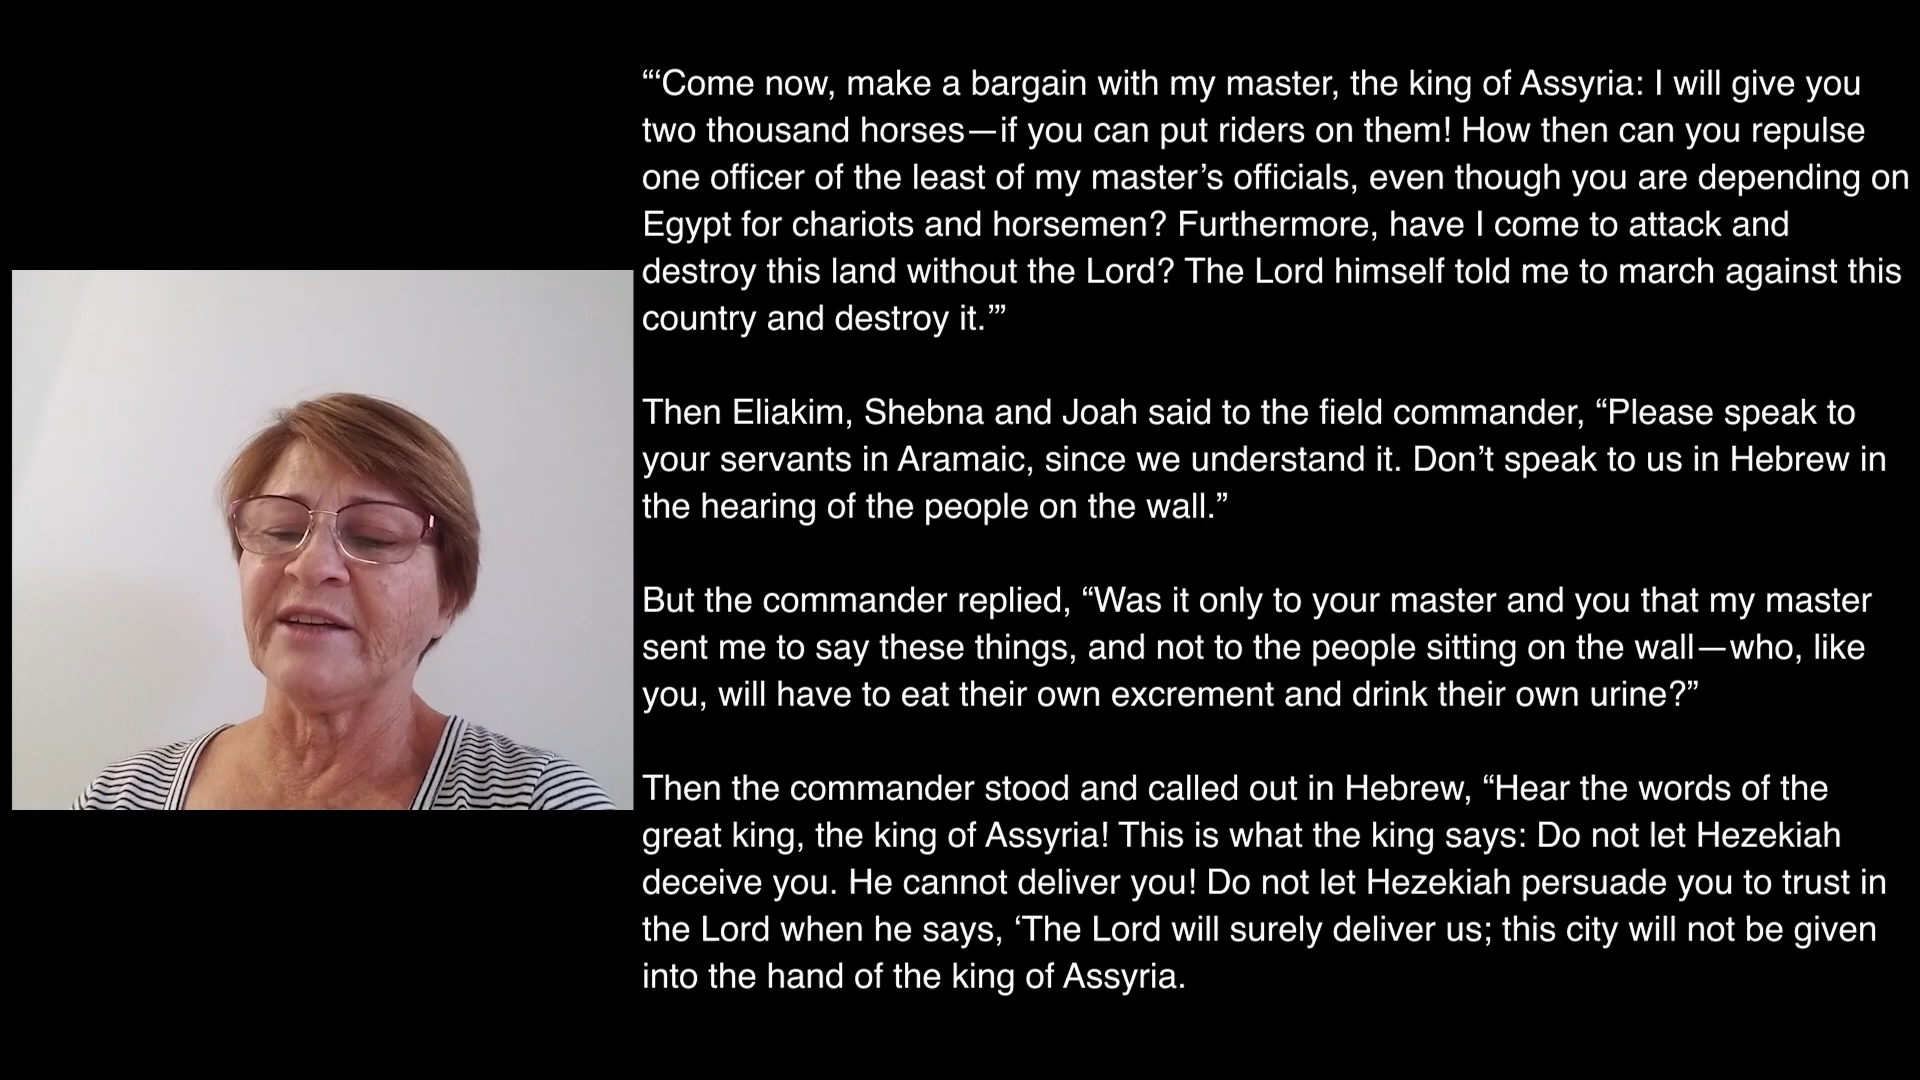 “‘Come now, make a bargain with my master, the king of Assyria: I will give you
two thousand horses—if you can put riders on them! How then can you repulse
one officer of the least of my master’s officials, even though you are depending on
Egypt for chariots and horsemen? Furthermore, have I come to attack and
destroy this land without the Lord? The Lord himself told me to march against this
country and destroy it.’”
Then Eliakim, Shebna and Joah said to the field commander, “Please speak to
your servants in Aramaic, since we understand it. Don’t speak to us in Hebrew in
the hearing of the people on the wall.”
But the commander replied, “Was it only to your master and you that my master
sent me to say these things, and not to the people sitting on the wall—who, like
you, will have to eat their own excrement and drink their own urine?”
Then the commander stood and called out in Hebrew, “Hear the words of the
great king, the king of Assyria! This is what the king says: Do not let Hezekiah
deceive you. He cannot deliver you! Do not let Hezekiah persuade you to trust in
the Lord when he says, ‘The Lord will surely deliver us; this city will not be given
into the hand of the king of Assyria.